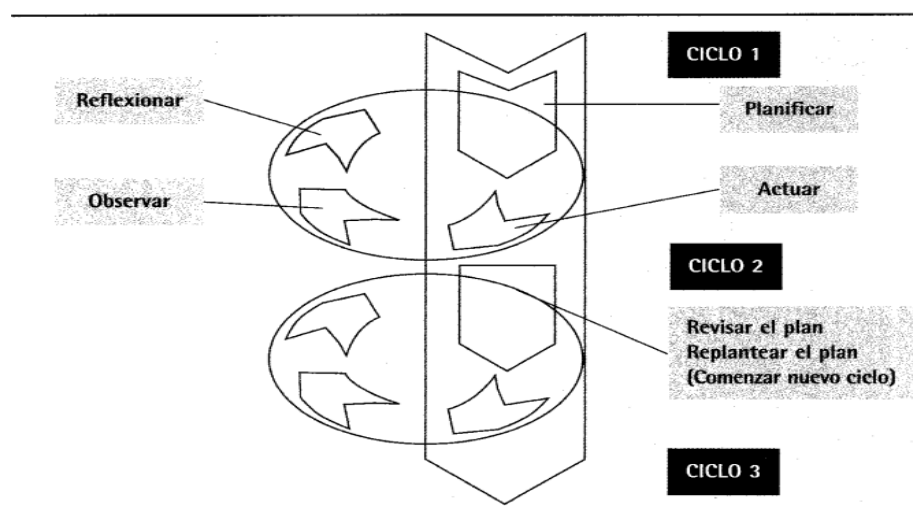 CICLO 1
Reflexionar
Planificar
Observar
Actuar
CICLO 2
Revisar el plan
Replantear el plan
(Comenzar nuevo ciclo)
CICLO 3